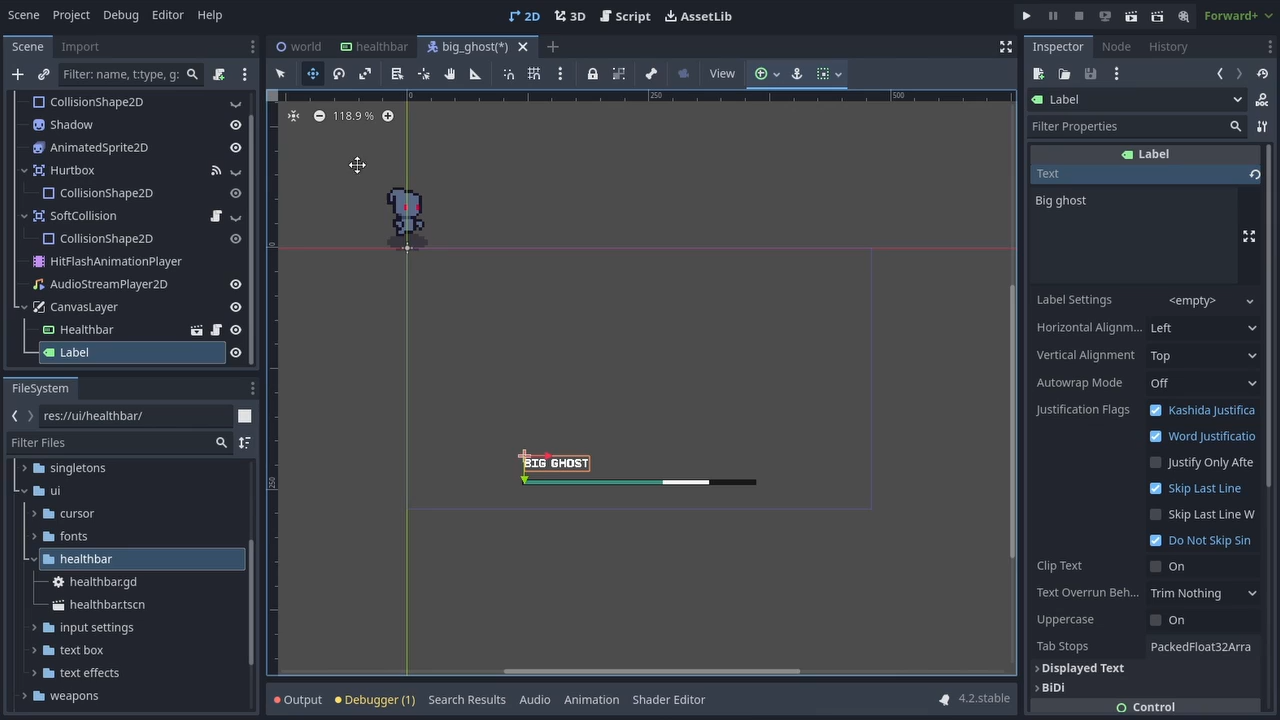 Scene Project Debug Editor Help
2D 3D Script AssetLib
Forward+
Scene Import
world healthbar big_ghost(*)
Inspector Node History
Filter: name, t:type, g:
View
CollisionShape2D
Shadow
AnimatedSprite2D
Hurtbox
CollisionShape2D
SoftCollision
CollisionShape2D
HitFlashAnimationPlayer
AudioStreamPlayer2D
CanvasLayer
Healthbar
Label
FileSystem
res://ui/healthbar/
Filter Files
singletons
ui
cursor
fonts
healthbar
healthbar.gd
healthbar.tscn
input settings
text box
text effects
weapons
0 250 500
118.9 %
0
250
BIG GHOST
Output Debugger (1) Search Results Audio Animation Shader Editor 4.2.stable
Label
Filter Properties
Label
Text
Big ghost
Label Settings <empty>
Horizontal Alignm... Left
Vertical Alignment Top
Autowrap Mode Off
Justification Flags Kashida Justifica
Word Justificatio
Justify Only Afte
Skip Last Line
Skip Last Line W
Do Not Skip Sin
Clip Text On
Text Overrun Beh... Trim Nothing
Uppercase On
Tab Stops PackedFloat32Arra
Displayed Text
BiDi
Control